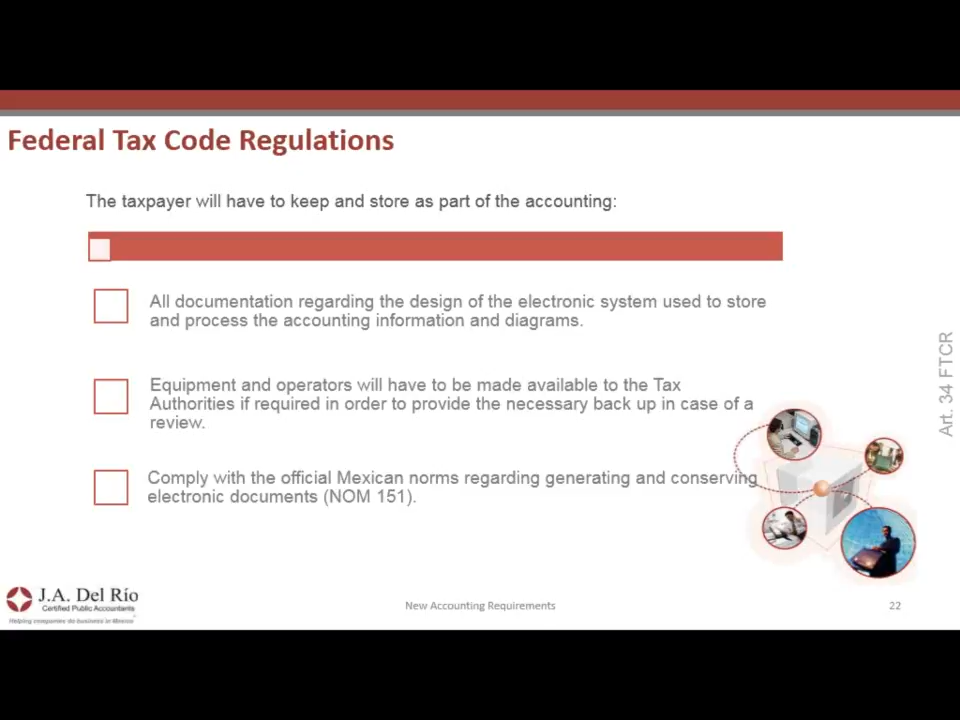 Federal Tax Code Regulations
The taxpayer will have to keep and store as part of the accounting:
All documentation regarding the design of the electronic system used to store
and process the accounting information and diagrams.
Equipment and operators will have to be made available to the Tax
Authorities if required in order to provide the necessary back up in case of a
review.
Comply with the official Mexican norms regarding generating and conserving
electronic documents (NOM 151).
Art. 34 FTCR
J.A. Del Río
Certified Public Accountants
Helping companies do business in Mexico
New Accounting Requirements
22